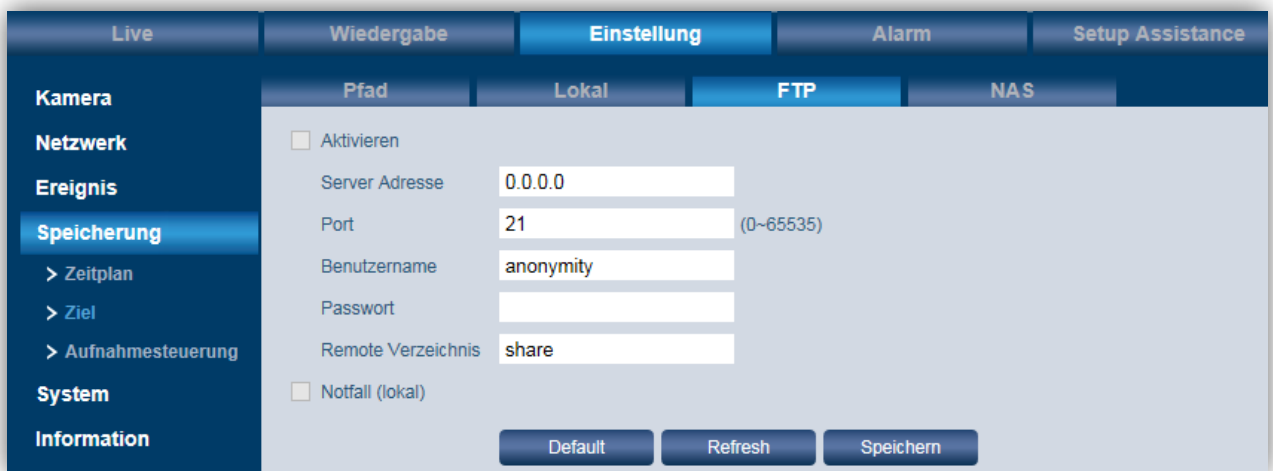 Live Wiedergabe Einstellung Alarm Setup Assistance
Pfad Lokal FTP NAS
Kamera
Netzwerk
Ereignis
Speicherung
> Zeitplan
> Ziel
> Aufnahmesteuerung
System
Information
Aktivieren
Server Adresse 0.0.0.0
Port 21 (0~65535)
Benutzername anonymity
Passwort
Remote Verzeichnis share
Notfall (lokal)
Default Refresh Speichern